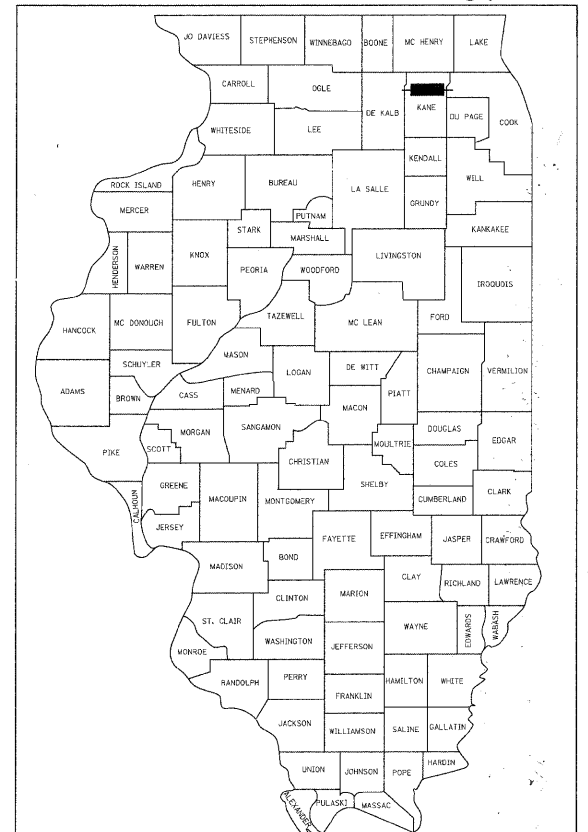 JO DAVIESS STEPHENSON WINNEBAGO BOONE MC HENRY LAKE
CARROLL OGLE DE KALB KANE DU PAGE COOK
WHITESIDE LEE
KENDALL WILL
ROCK ISLAND HENRY BUREAU LA SALLE GRUNDY
MERCER PUTNAM KANKAKEE
STARK MARSHALL
HENDERSON WARREN KNOX PEORIA WOODFORD LIVINGSTON IROQUOIS
HANCOCK MC DONOUGH FULTON TAZEWELL MC LEAN FORD
MASON
SCHUYLER LOGAN DE WITT CHAMPAIGN VERMILION
ADAMS BROWN CASS MENARD PIATT
MACON
MORGAN SANGAMON DOUGLAS EDGAR
PIKE SCOTT CHRISTIAN MOULTRIE COLES
GREENE MACOUPIN MONTGOMERY SHELBY CUMBERLAND CLARK
CALHOUN JERSEY
FAYETTE EFFINGHAM JASPER CRAWFORD
MADISON BOND
CLAY RICHLAND LAWRENCE
CLINTON MARION
ST. CLAIR WAYNE EDWARDS WABASH
WASHINGTON JEFFERSON
MONROE
RANDOLPH PERRY HAMILTON WHITE
FRANKLIN
JACKSON WILLIAMSON SALINE GALLATIN
UNION JOHNSON POPE HARDIN
ALEXANDER PULASKI MASSAC